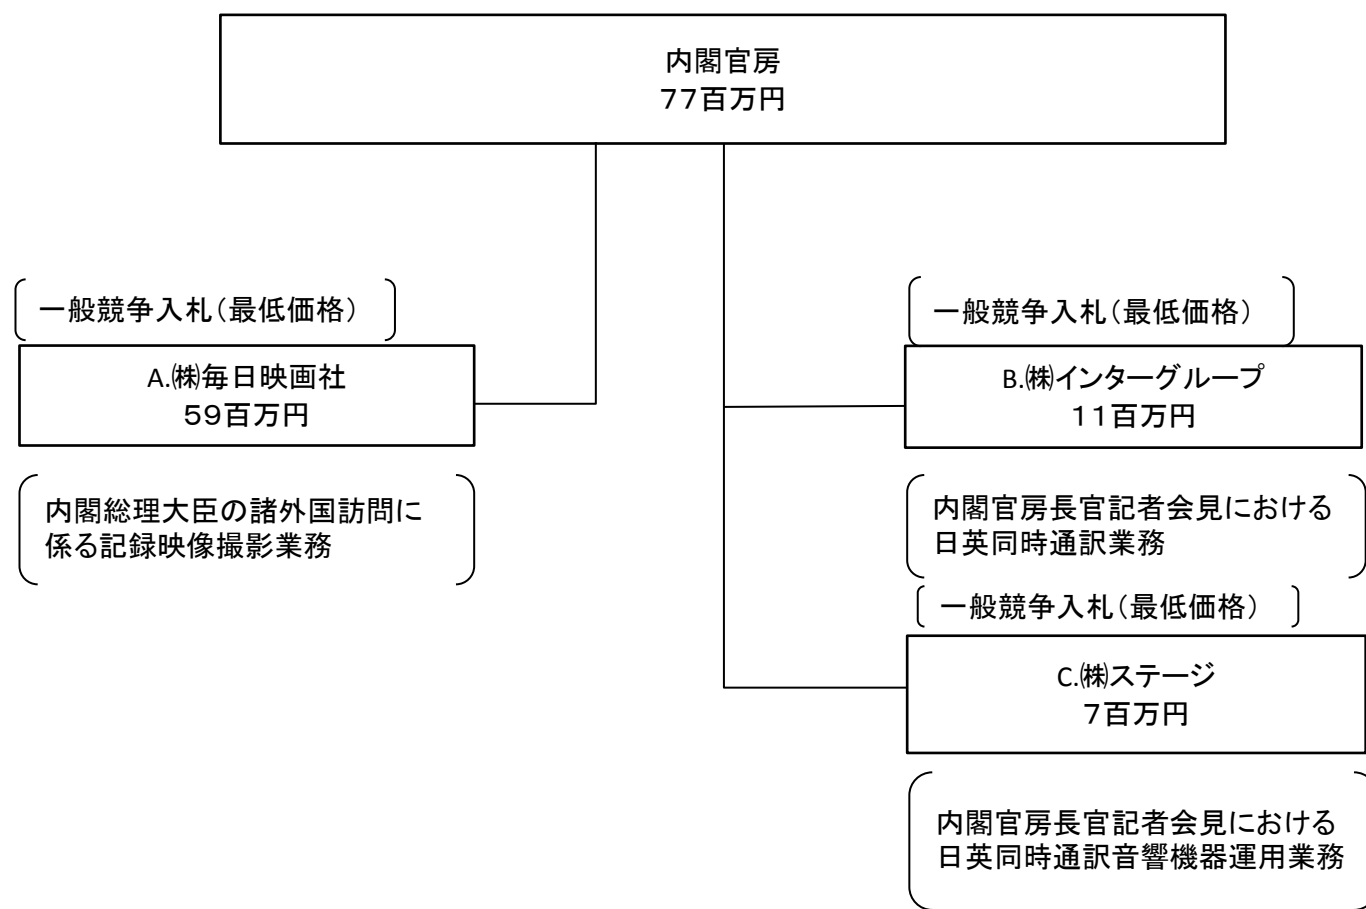 内閣官房
７７百万円
一般競争入札（最低価格）
A.㈱毎日映画社
５９百万円
内閣総理大臣の諸外国訪問に
係る記録映像撮影業務
一般競争入札（最低価格）
B.㈱インターグループ
１１百万円
内閣官房長官記者会見における
日英同時通訳業務
一般競争入札（最低価格）
C.㈱ステージ
７百万円
内閣官房長官記者会見における
日英同時通訳音響機器運用業務